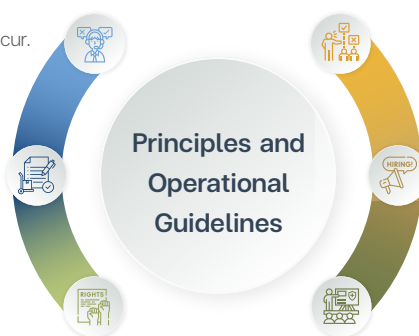 cur.
Principles and
HIRING!
Operational
Guidelines
RIGHTS